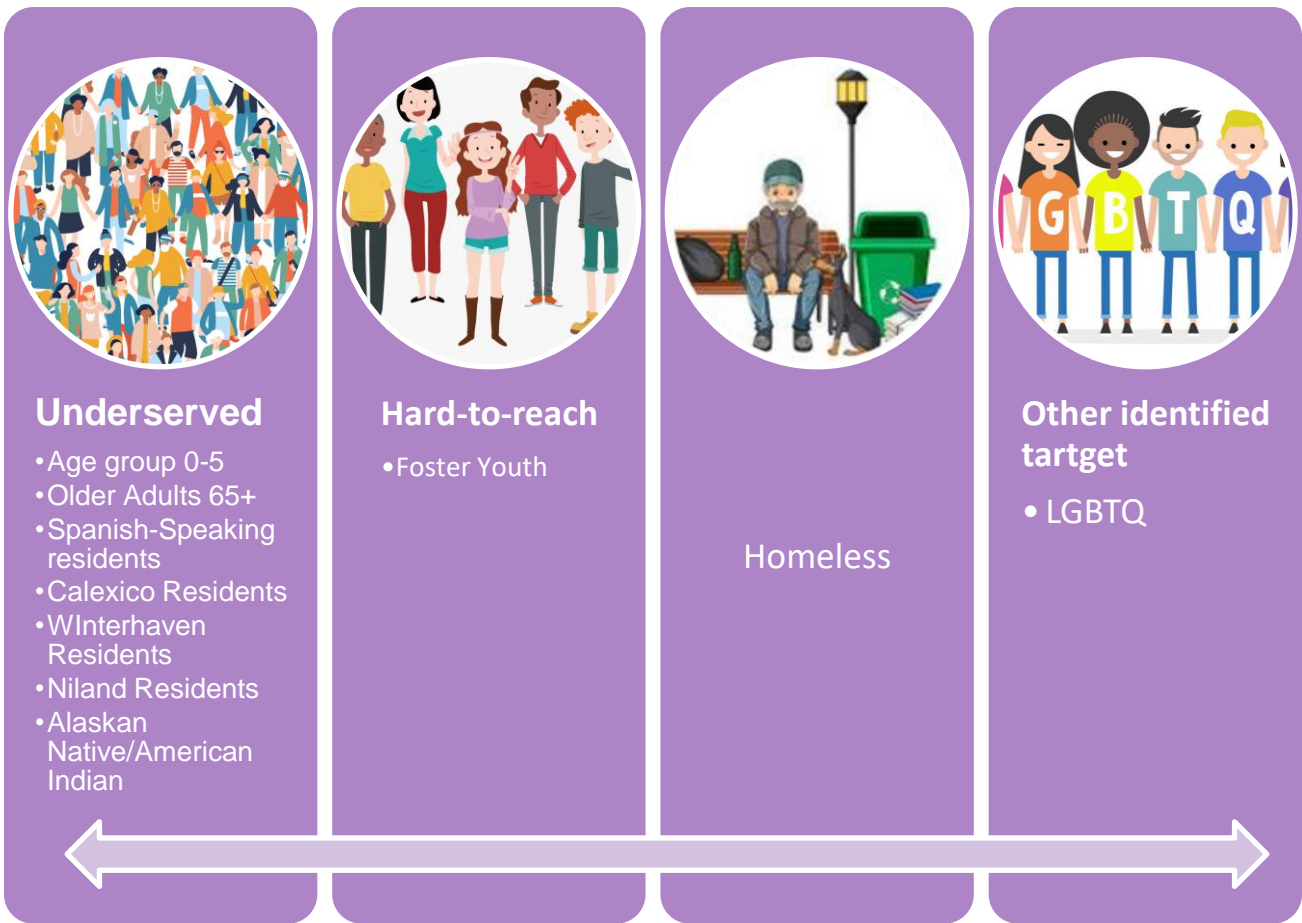 Underserved
•Age group 0-5
•Older Adults 65+
•Spanish-Speaking
residents
•Calexico Residents
•WInterhaven
Residents
•Niland Residents
•Alaskan
Native/American
Indian
Hard-to-reach
•Foster Youth
Homeless
G B T Q
Other identified
tartget
• LGBTQ